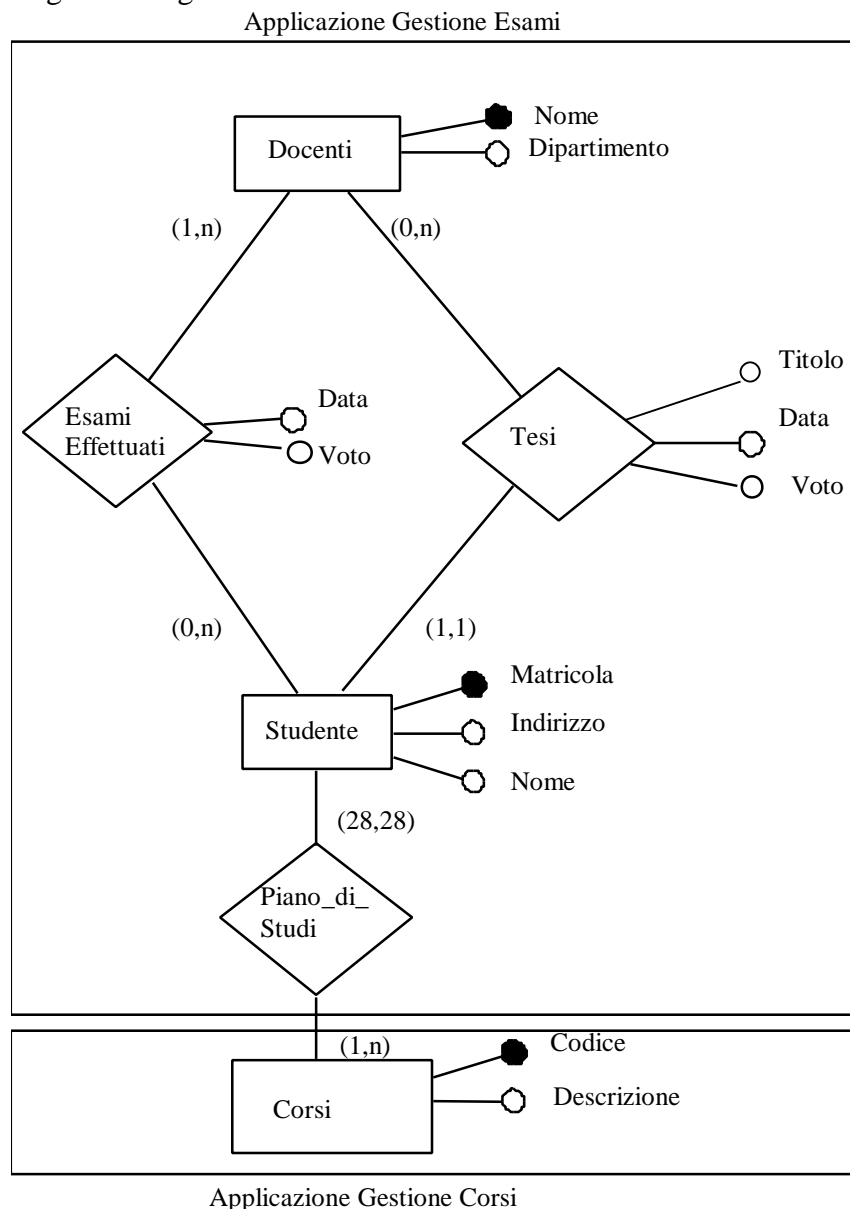 Applicazione Gestione Esami
Nome
Docenti
Dipartimento
(1,n)
(0,n)
Titolo
Data
Esami
Effettuati
Tesi
Data
Voto
Voto
(0,n)
(1,1)
Matricola
Studente
Indirizzo
Nome
(28,28)
Piano_di_
Studi
(1,n)
Codice
Corsi
Descrizione
Applicazione Gestione Corsi